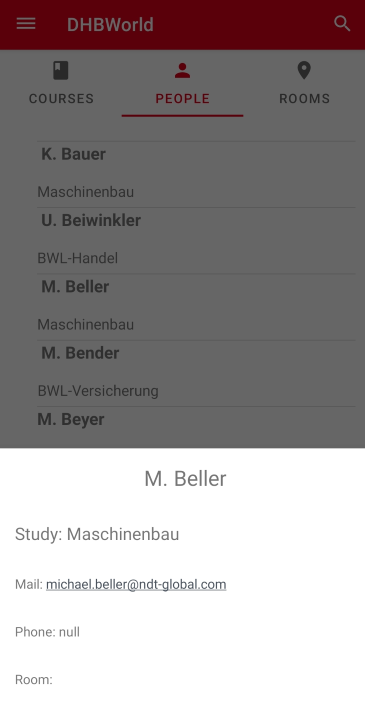 DHBWorld
COURSES
PEOPLE
ROOMS
K. Bauer
Maschinenbau
U. Beiwinkler
BWL-Handel
M. Beller
Maschinenbau
M. Bender
BWL-Versicherung
M. Beyer
M. Beller
Study: Maschinenbau
Mail: michael.beller@ndt-global.com
Phone: null
Room: